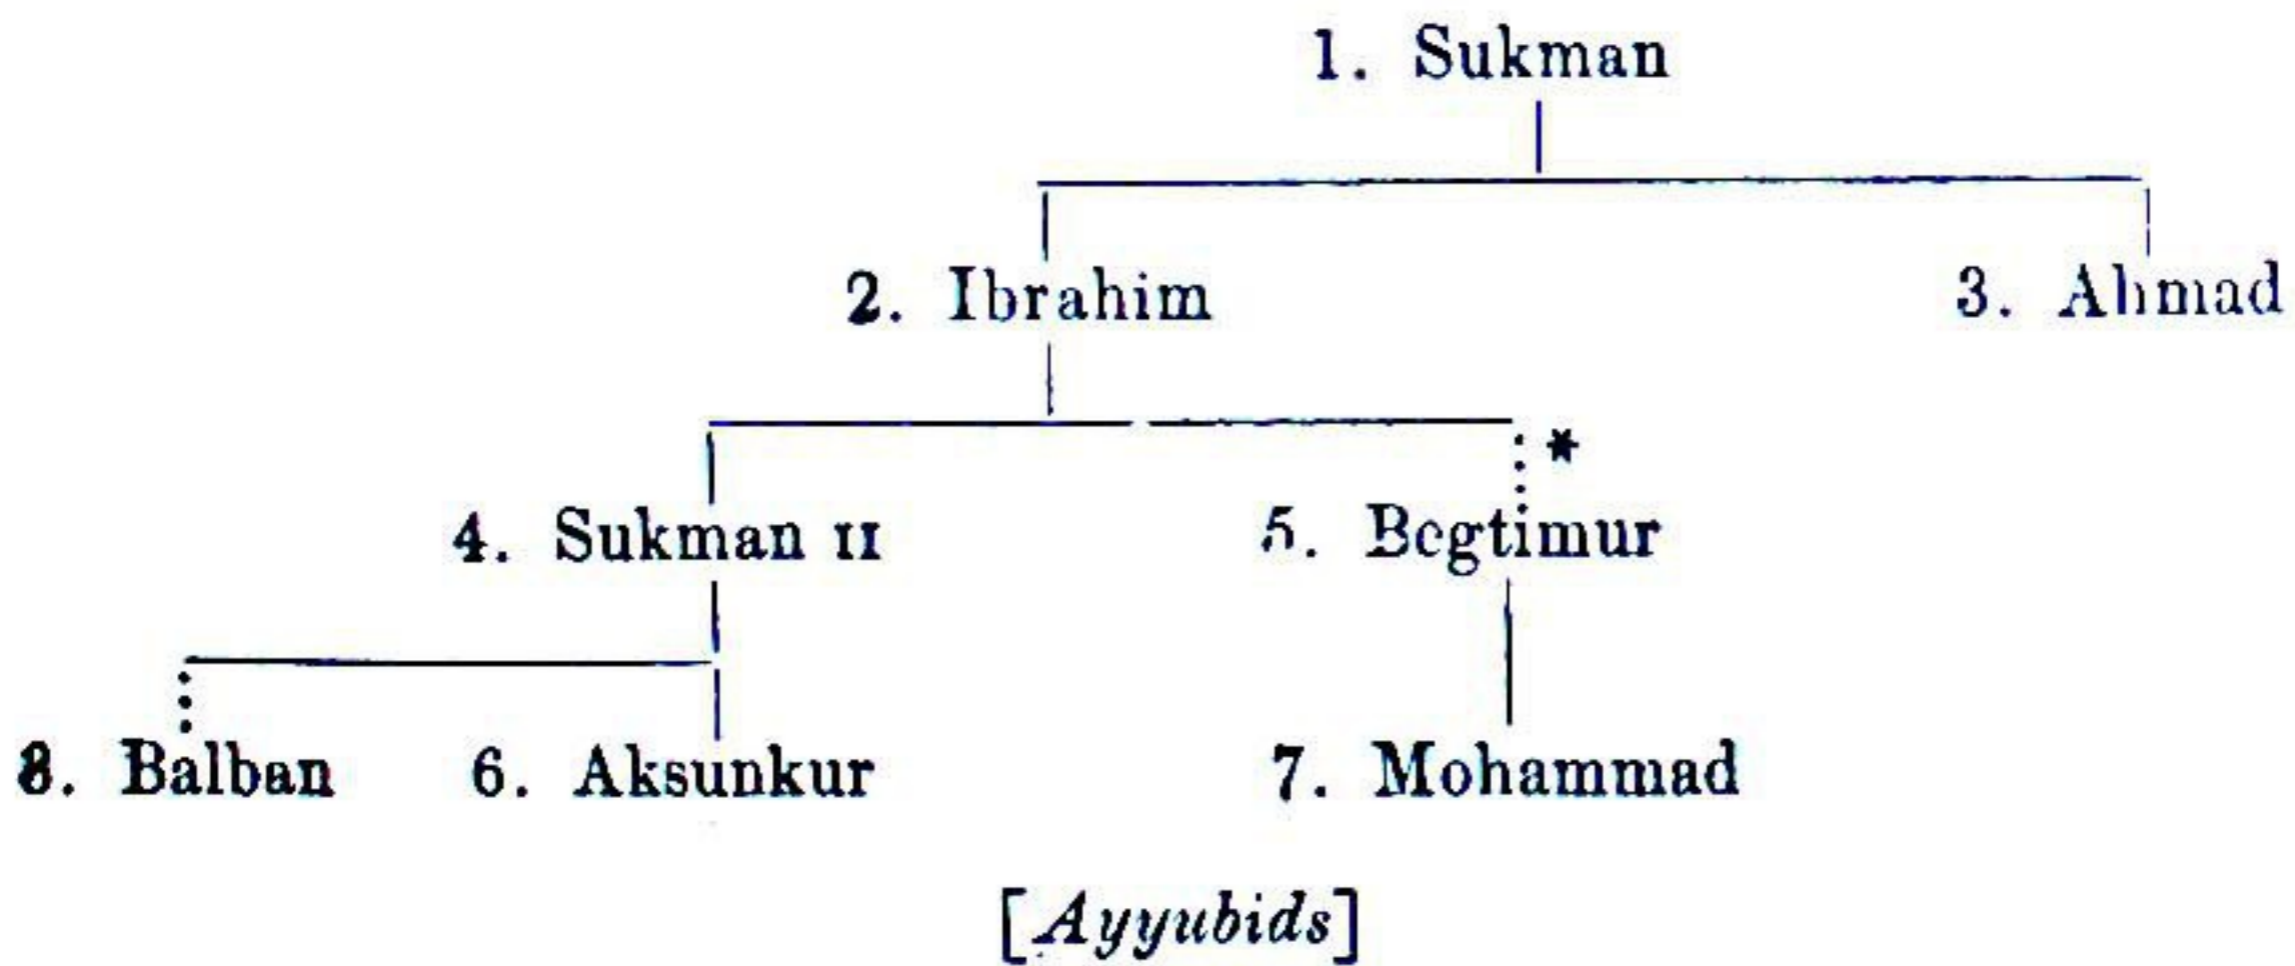 1. Sukman
2. Ibrahim 3. Ahmad
*
4. Sukman II 5. Begtimur
8. Balban 6. Aksunkur 7. Mohammad
[Ayyubids]